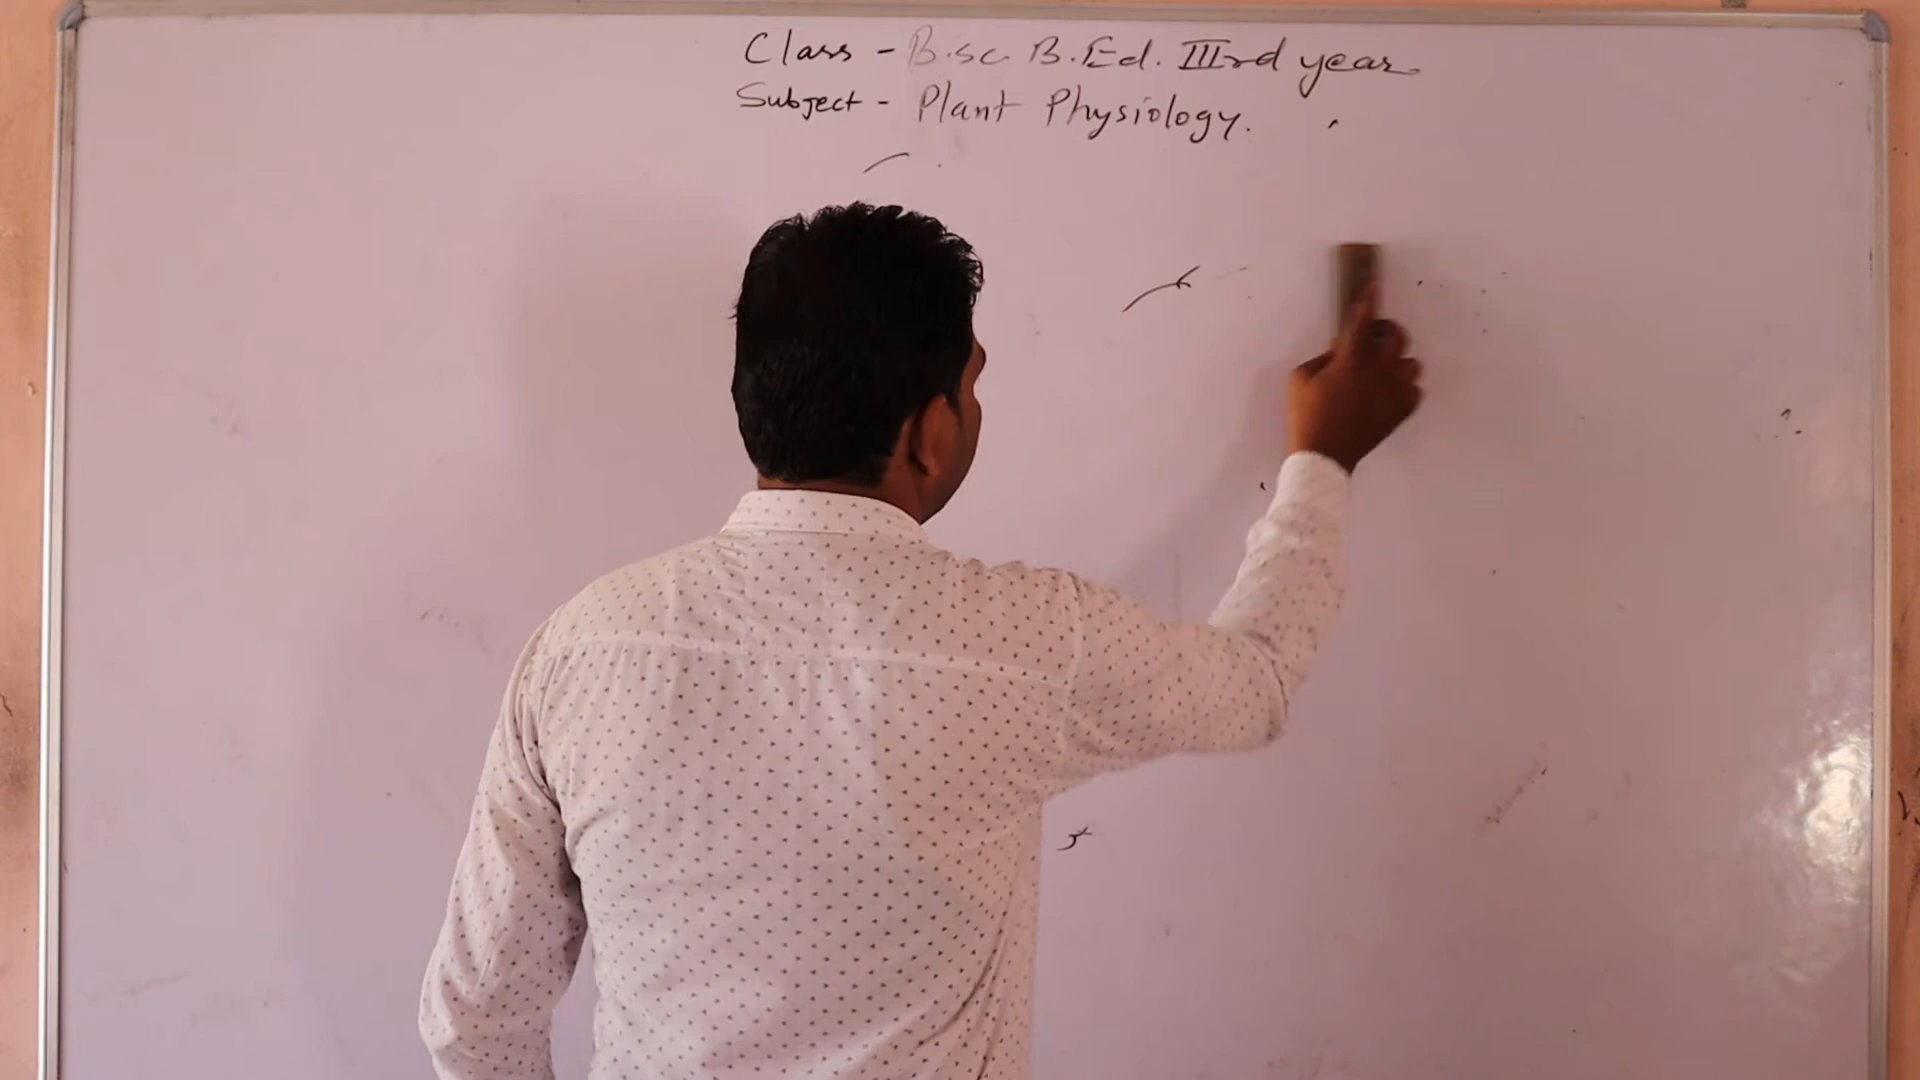 Class - B.sc. B.Ed. IIIrd year
Subject - Plant Physiology.